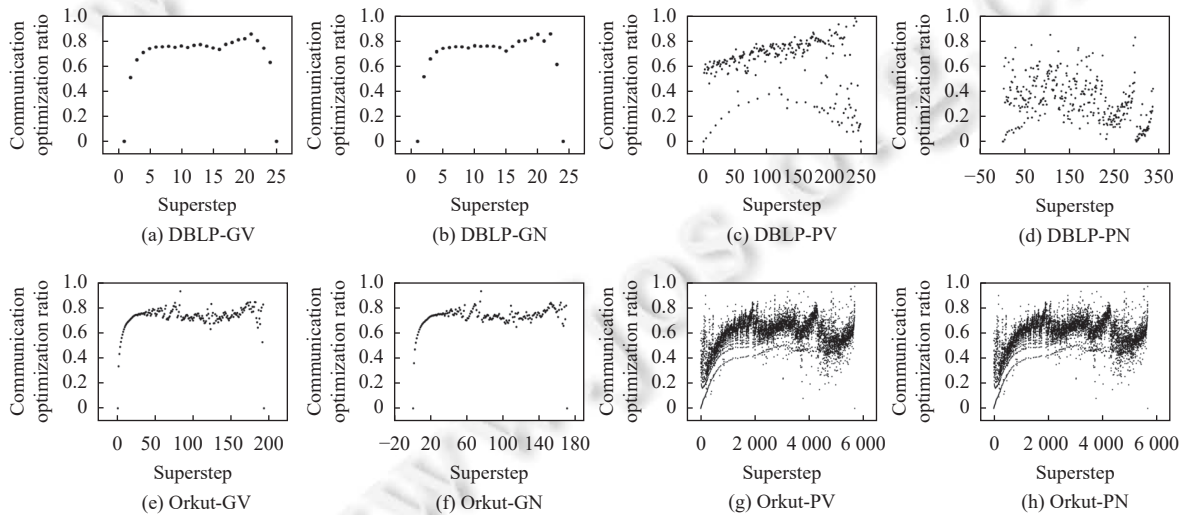 Communication
optimization ratio
1.0
0.8
0.6
0.4
0.2
0
0 5 10 15 20 25
Superstep
(a) DBLP-GV
Communication
optimization ratio
1.0
0.8
0.6
0.4
0.2
0
0 5 10 15 20 25
Superstep
(b) DBLP-GN
Communication
optimization ratio
1.0
0.8
0.6
0.4
0.2
0
0 50 100 150 200 250
Superstep
(c) DBLP-PV
Communication
optimization ratio
1.0
0.8
0.6
0.4
0.2
0
−50 50 150 250 350
Superstep
(d) DBLP-PN
Communication
optimization ratio
1.0
0.8
0.6
0.4
0.2
0
0 50 100 150 200
Superstep
(e) Orkut-GV
Communication
optimization ratio
1.0
0.8
0.6
0.4
0.2
0
−20 20 60 100 140 180
Superstep
(f) Orkut-GN
Communication
optimization ratio
1.0
0.8
0.6
0.4
0.2
0
0 2 000 4 000 6 000
Superstep
(g) Orkut-PV
Communication
optimization ratio
1.0
0.8
0.6
0.4
0.2
0
0 2 000 4 000 6 000
Superstep
(h) Orkut-PN